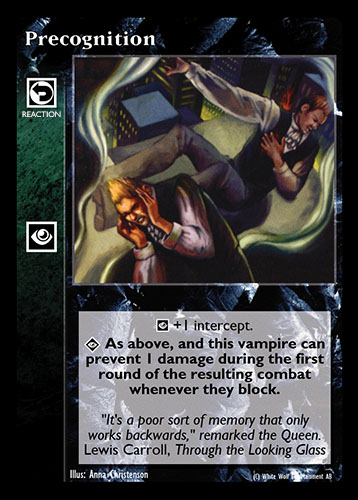 Precognition
REACTION
+1 intercept.
As above, and this vampire can
prevent 1 damage during the first
round of the resulting combat
whenever they block.
"It's a poor sort of memory that only
works backwards," remarked the Queen.
Lewis Carroll, Through the Looking Glass
Illus: Anna Christenson
(C) White Wolf Entertainment AB